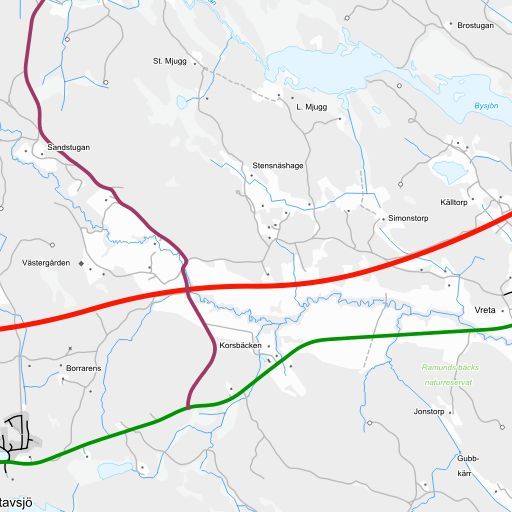 Brostugan
St. Mjugg
L. Mjugg
Bysjön
Sandstugan
Stensnäshage
Källtorp
Simonstorp
Västergården
Vreta
Korsbäcken
Borrarens
Ramunds bäcks
naturreservat
Jonstorp
Gubb-
kärr
tavsjö